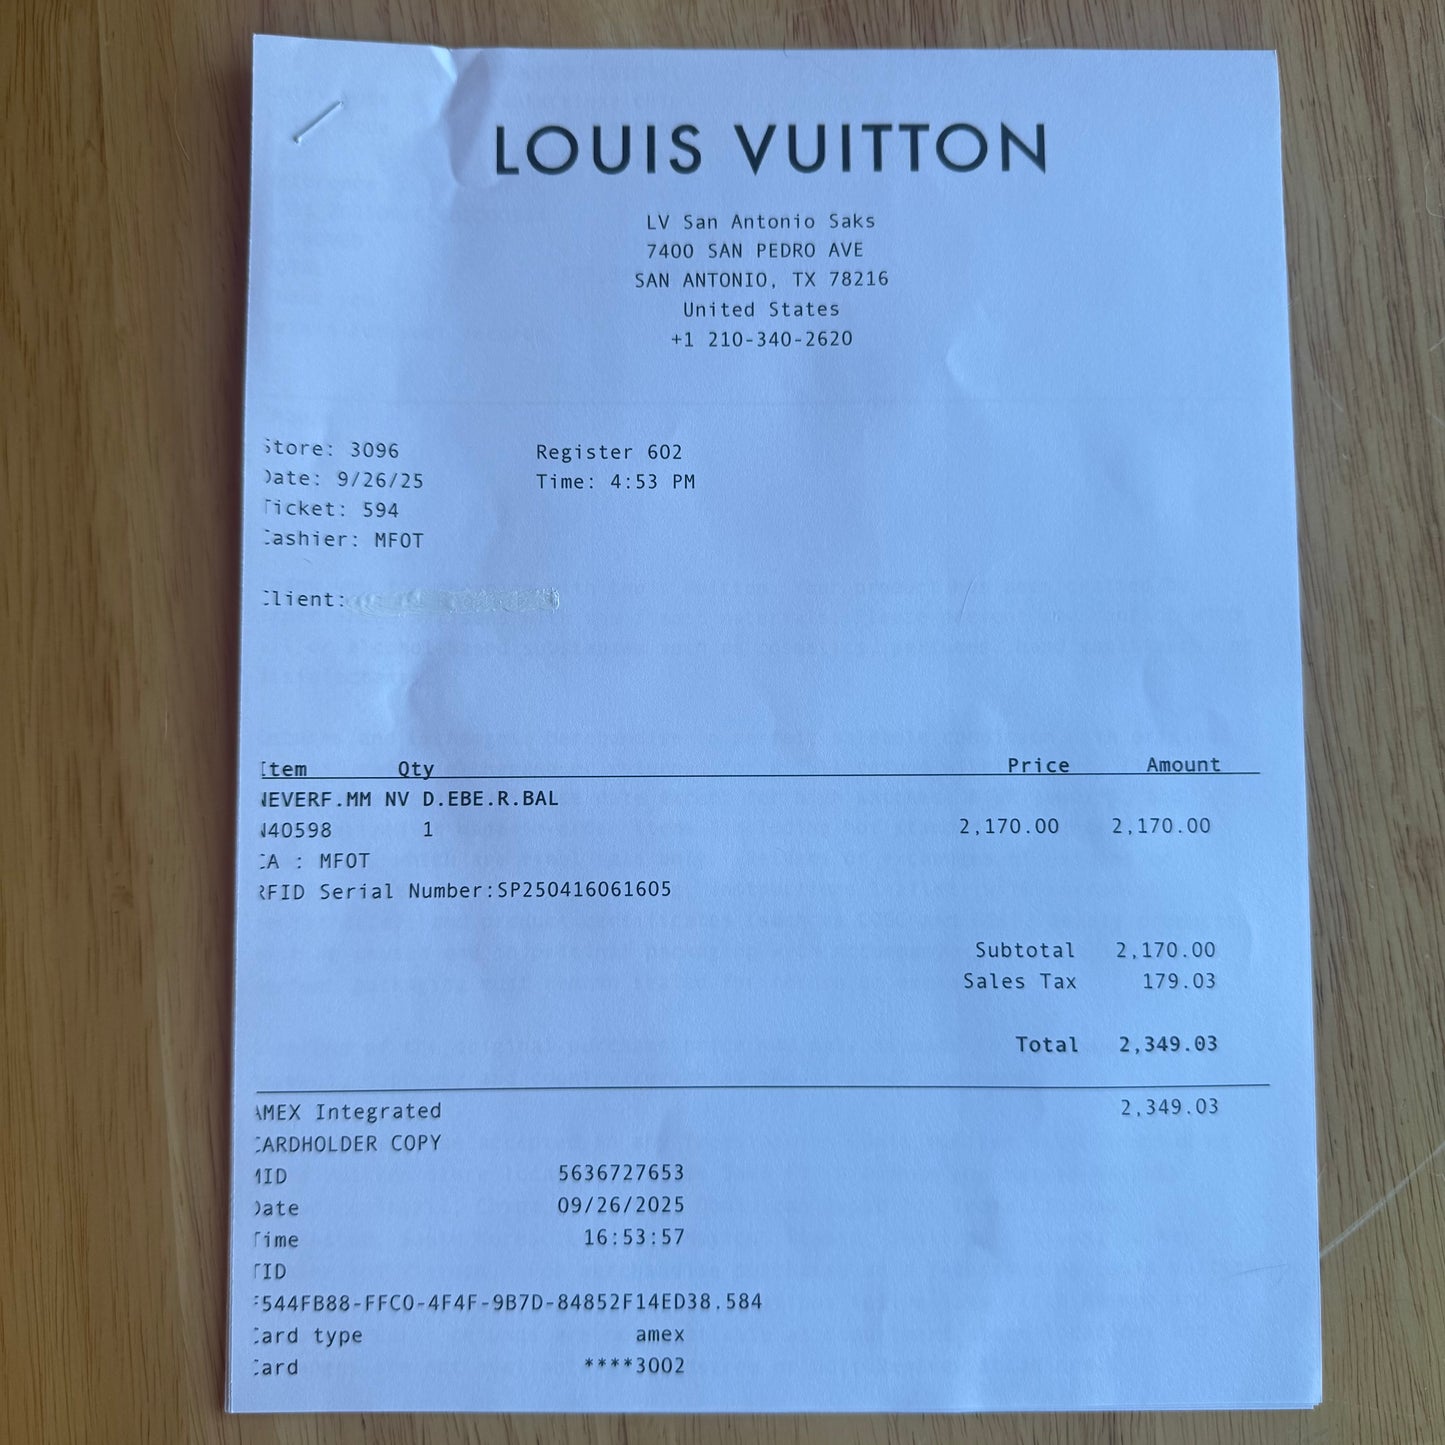 LOUIS VUITTON
LV San Antonio Saks
7400 SAN PEDRO AVE
SAN ANTONIO, TX 78216
United States
+1 210-340-2620
Store: 3096 Register 602
Date: 9/26/25 Time: 4:53 PM
Ticket: 594
Cashier: MFOT
Client:
Item Qty Price Amount
NEVERF.MM NV D.EBE.R.BAL
N40598 1 2,170.00 2,170.00
CA : MFOT
RFID Serial Number:SP250416061605
Subtotal 2,170.00
Sales Tax 179.03
Total 2,349.03
AMEX Integrated 2,349.03
CARDHOLDER COPY
MID 5636727653
Date 09/26/2025
Time 16:53:57
TID
544FB88-FFC0-4F4F-9B7D-84852F14ED38.584
Card type amex
Card ****3002